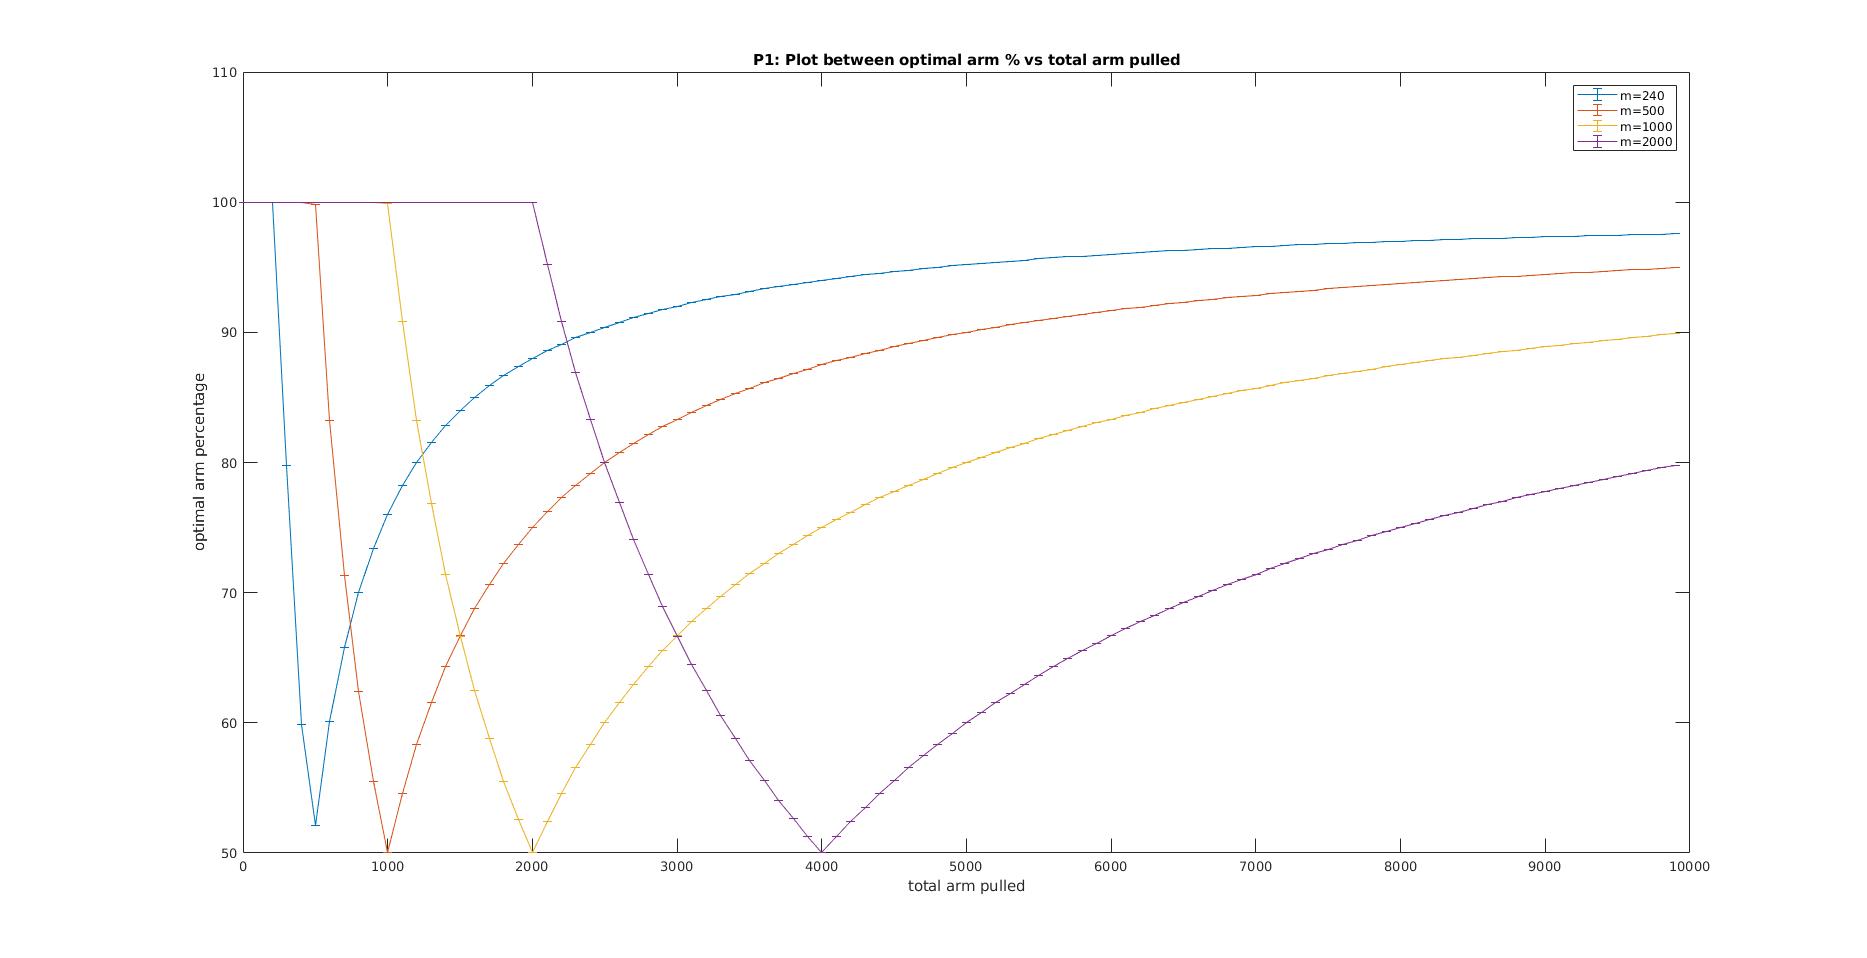 P1: Plot between optimal arm % vs total arm pulled
110
100
90
80
70
60
50
optimal arm percentage
m=240
m=500
m=1000
m=2000
0 1000 2000 3000 4000 5000 6000 7000 8000 9000 10000
total arm pulled